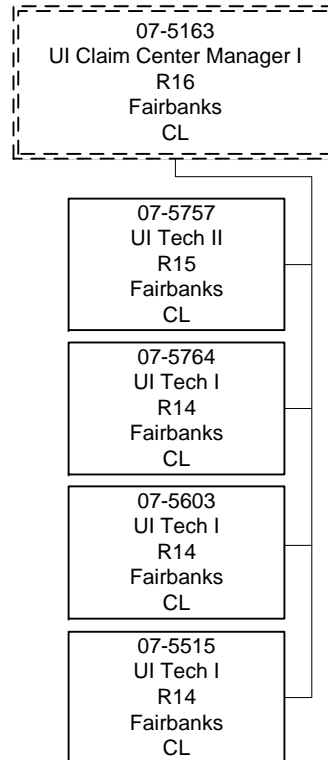 07-5163
UI Claim Center Manager I
R16
Fairbanks
CL
07-5757
UI Tech II
R15
Fairbanks
CL
07-5764
UI Tech I
R14
Fairbanks
CL
07-5603
UI Tech I
R14
Fairbanks
CL
07-5515
UI Tech I
R14
Fairbanks
CL